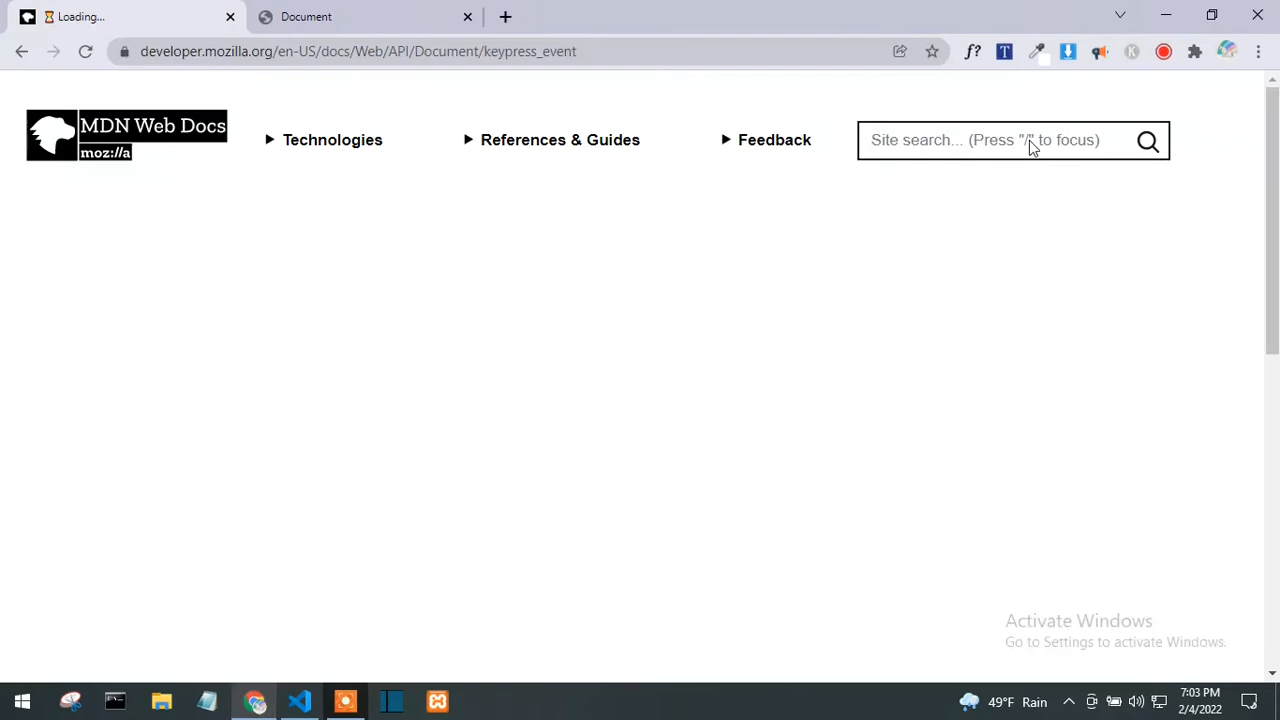 Loading...
Document
developer.mozilla.org/en-US/docs/Web/API/Document/keypress_event
f?
T
K
MDN Web Docs
moz://a
Technologies
References & Guides
Feedback
Site search... (Press "/" to focus)
Activate Windows
Go to Settings to activate Windows.
49°F Rain
7:03 PM
2/4/2022